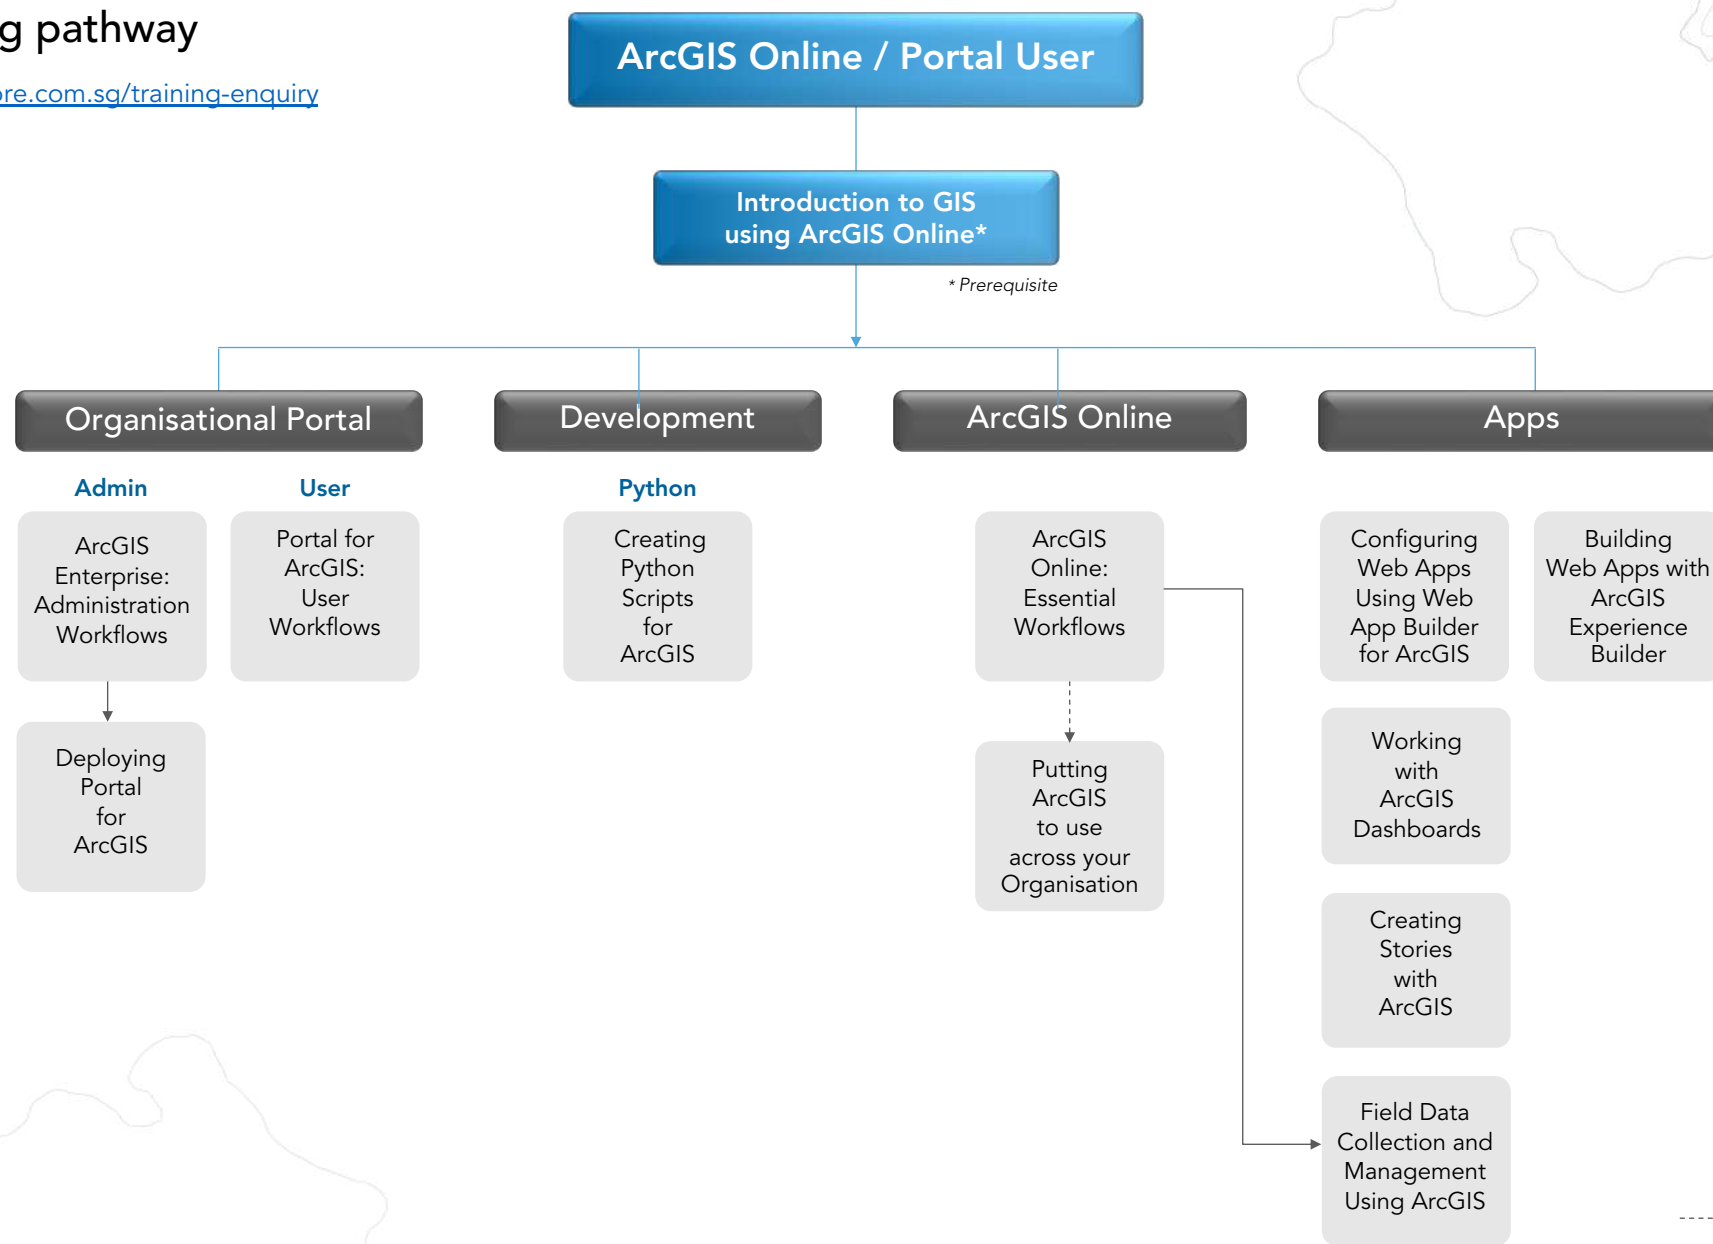 g pathway
ore.com.sg/training-enquiry
ArcGIS Online / Portal User
Introduction to GIS
using ArcGIS Online*
* Prerequisite
Organisational Portal
Development
ArcGIS Online
Apps
Admin
User
Python
ArcGIS
Enterprise:
Administration
Workflows
Portal for
ArcGIS:
User
Workflows
Creating
Python
Scripts
for
ArcGIS
ArcGIS
Online:
Essential
Workflows
Configuring
Web Apps
Using Web
App Builder
for ArcGIS
Building
Web Apps with
ArcGIS
Experience
Builder
Deploying
Portal
for
ArcGIS
Putting
ArcGIS
to use
across your
Organisation
Working
with
ArcGIS
Dashboards
Creating
Stories
with
ArcGIS
Field Data
Collection and
Management
Using ArcGIS